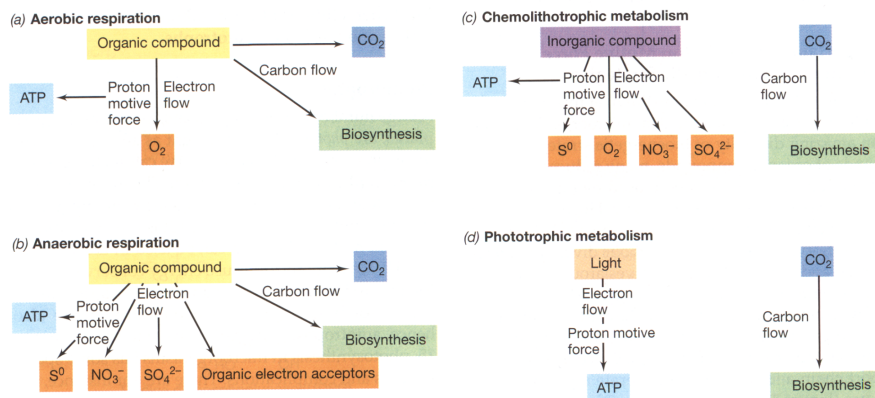 (a) Aerobic respiration
Organic compound
CO₂
Carbon flow
Electron
flow
Proton
motive
force
ATP
O₂
Biosynthesis
(b) Anaerobic respiration
Organic compound
CO₂
Carbon flow
Electron
flow
Proton
motive
force
ATP
Biosynthesis
S⁰
NO₃⁻
SO₄²⁻
Organic electron acceptors
(c) Chemolithotrophic metabolism
Inorganic compound
CO₂
ATP
Proton
motive
force
Electron
flow
Carbon
flow
S⁰
O₂
NO₃⁻
SO₄²⁻
Biosynthesis
(d) Phototrophic metabolism
Light
CO₂
Electron
flow
Proton motive
force
Carbon
flow
ATP
Biosynthesis